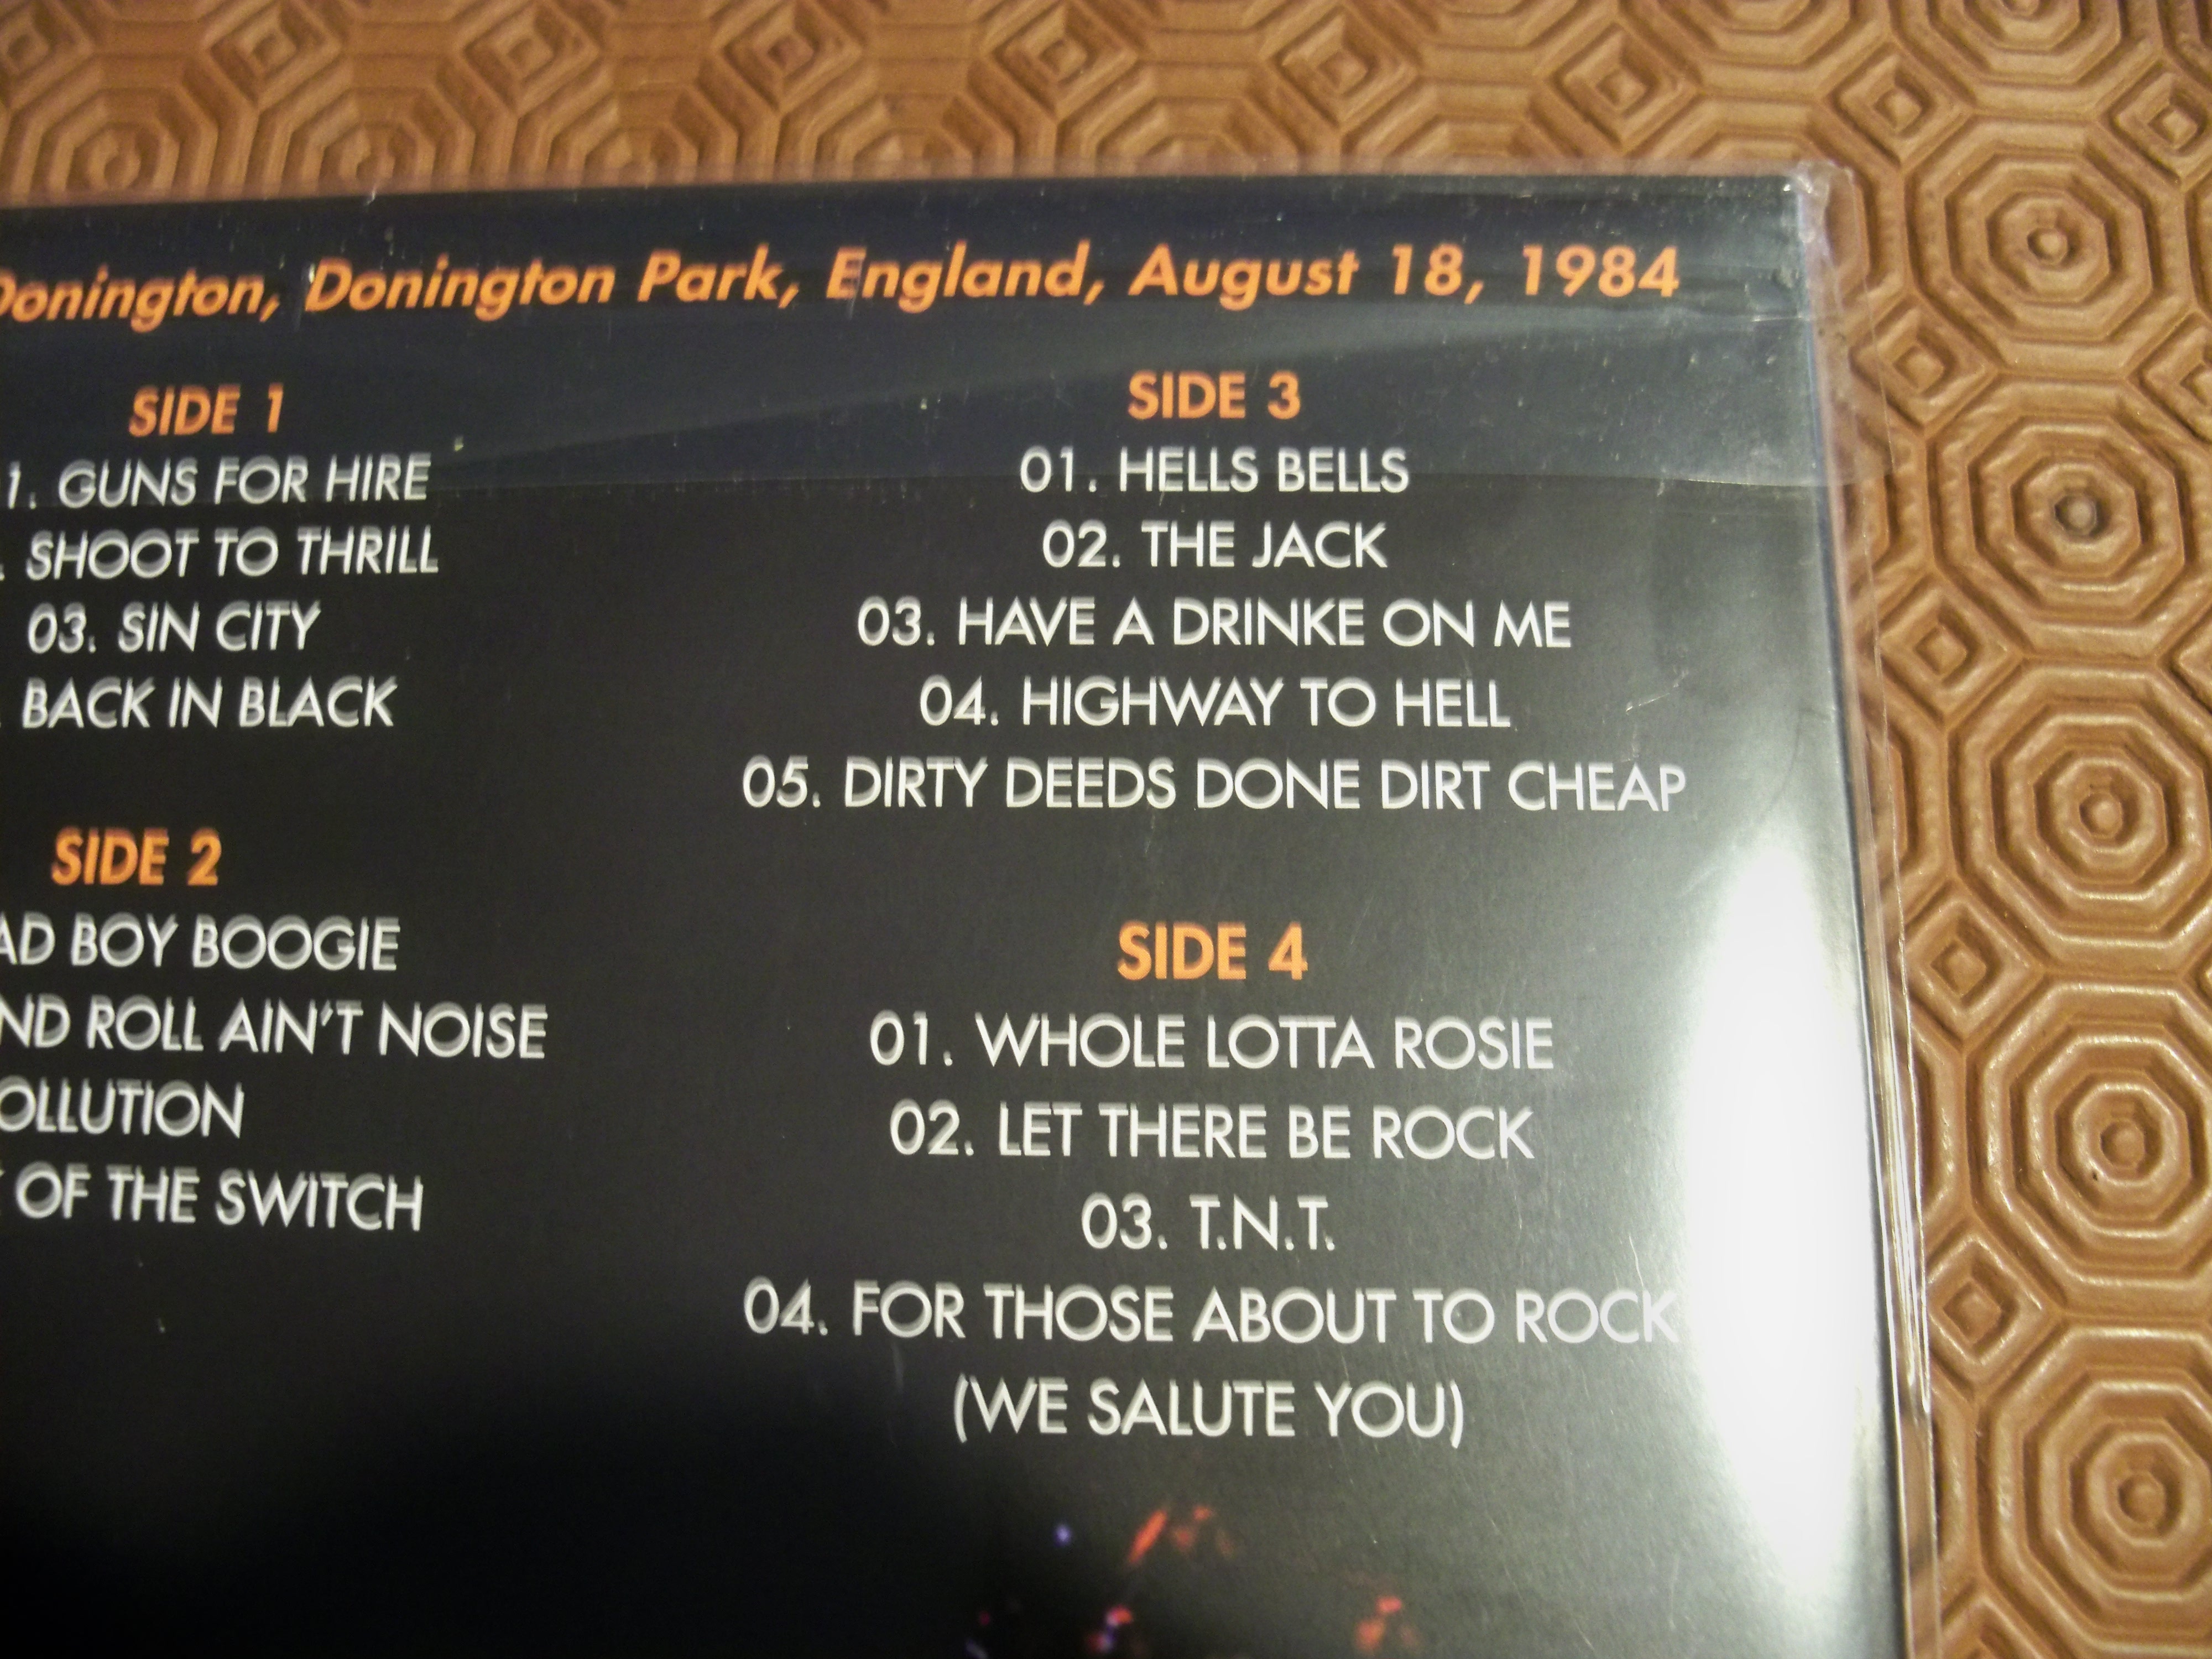 Donington, Donington Park, England, August 18, 1984
SIDE 1
1. GUNS FOR HIRE
. SHOOT TO THRILL
03. SIN CITY
. BACK IN BLACK
SIDE 2
AD BOY BOOGIE
ND ROLL AIN'T NOISE
OLLUTION
OF THE SWITCH
SIDE 3
01. HELLS BELLS
02. THE JACK
03. HAVE A DRINKE ON ME
04. HIGHWAY TO HELL
05. DIRTY DEEDS DONE DIRT CHEAP
SIDE 4
01. WHOLE LOTTA ROSIE
02. LET THERE BE ROCK
03. T.N.T.
04. FOR THOSE ABOUT TO ROCK
(WE SALUTE YOU)